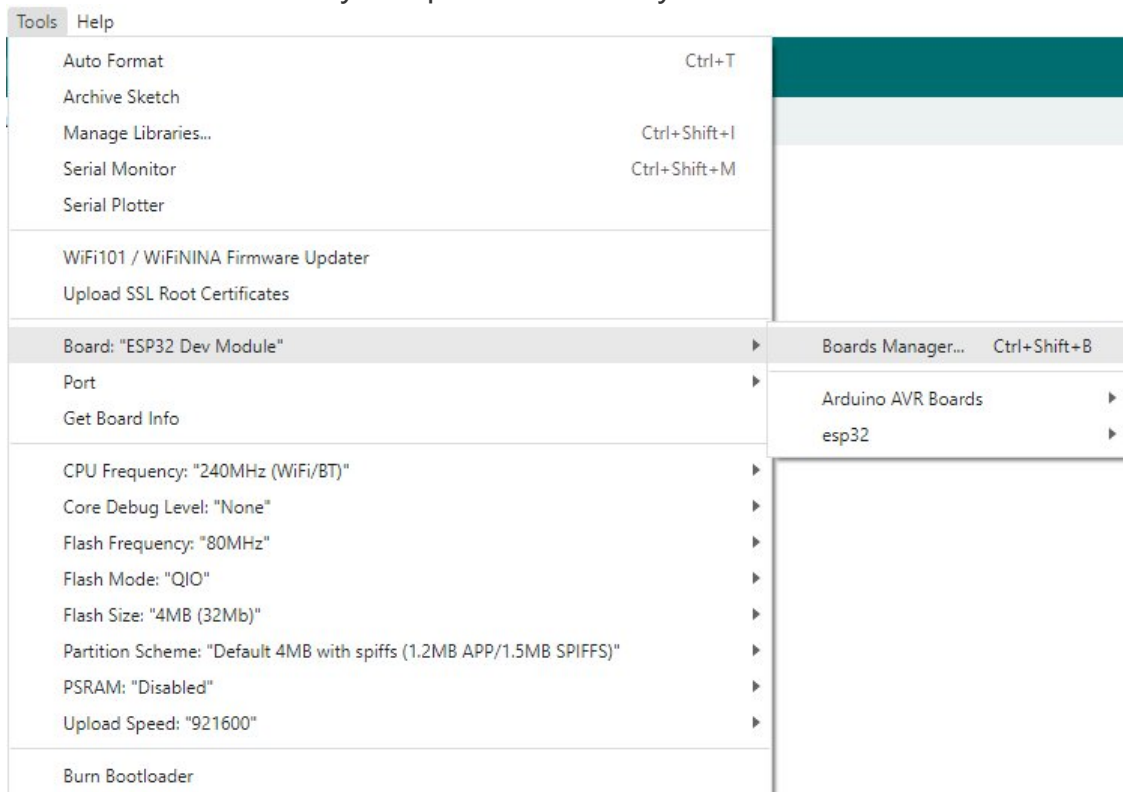 Tools Help
Auto Format Ctrl+T
Archive Sketch
Manage Libraries... Ctrl+Shift+I
Serial Monitor Ctrl+Shift+M
Serial Plotter
WiFi101 / WiFiNINA Firmware Updater
Upload SSL Root Certificates
Board: "ESP32 Dev Module"
Boards Manager... Ctrl+Shift+B
Port
Arduino AVR Boards
Get Board Info
esp32
CPU Frequency: "240MHz (WiFi/BT)"
Core Debug Level: "None"
Flash Frequency: "80MHz"
Flash Mode: "QIO"
Flash Size: "4MB (32Mb)"
Partition Scheme: "Default 4MB with spiffs (1.2MB APP/1.5MB SPIFFS)"
PSRAM: "Disabled"
Upload Speed: "921600"
Burn Bootloader